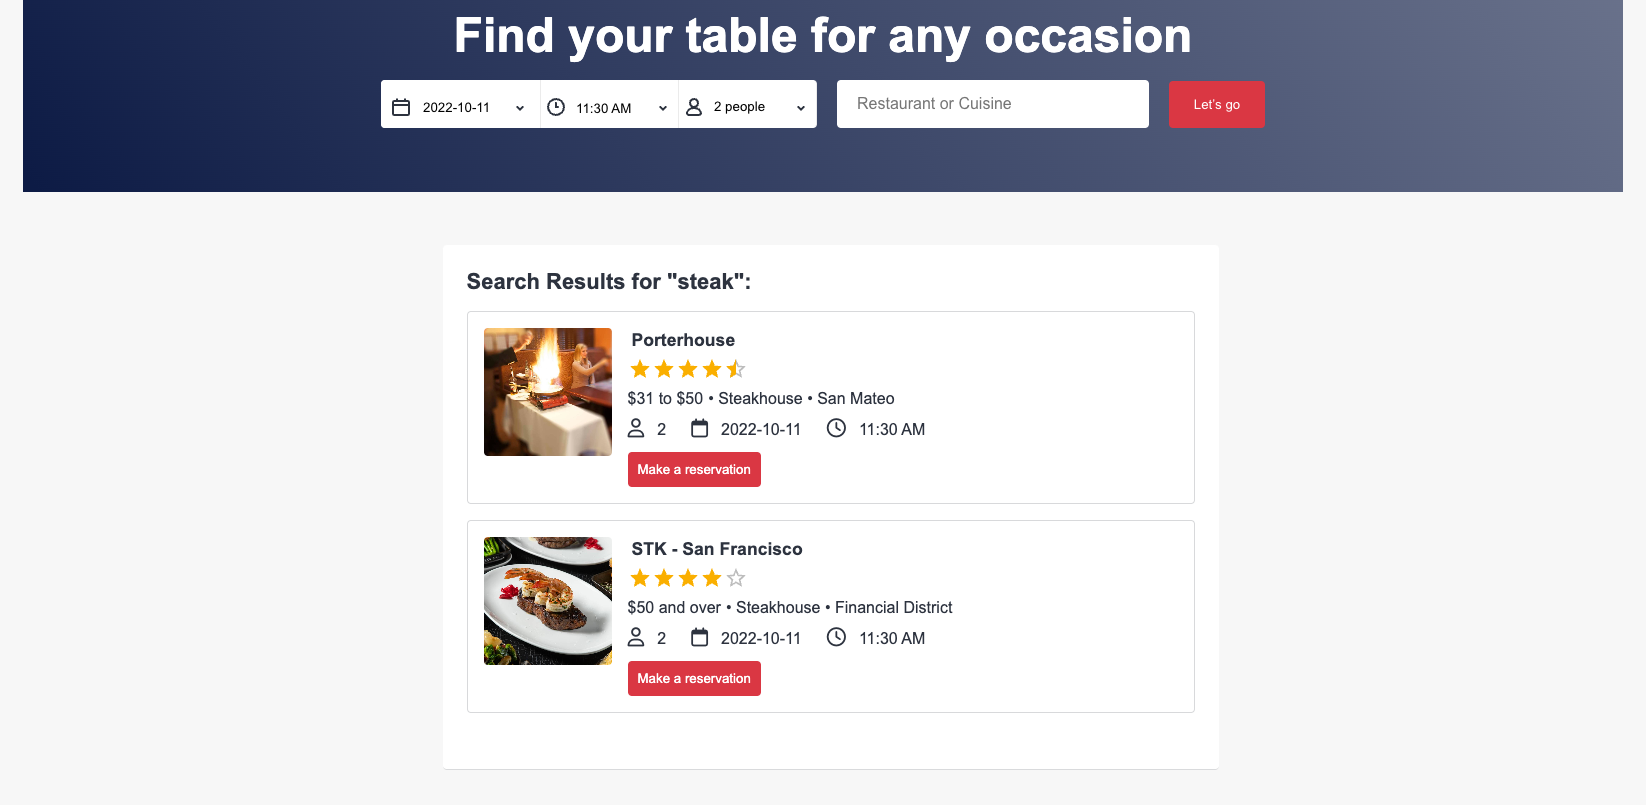 Find your table for any occasion
2022-10-11 11:30 AM 2 people Restaurant or Cuisine Let's go
Search Results for "steak":
Porterhouse
$31 to $50 • Steakhouse • San Mateo
2 2022-10-11 11:30 AM
Make a reservation
STK - San Francisco
$50 and over • Steakhouse • Financial District
2 2022-10-11 11:30 AM
Make a reservation